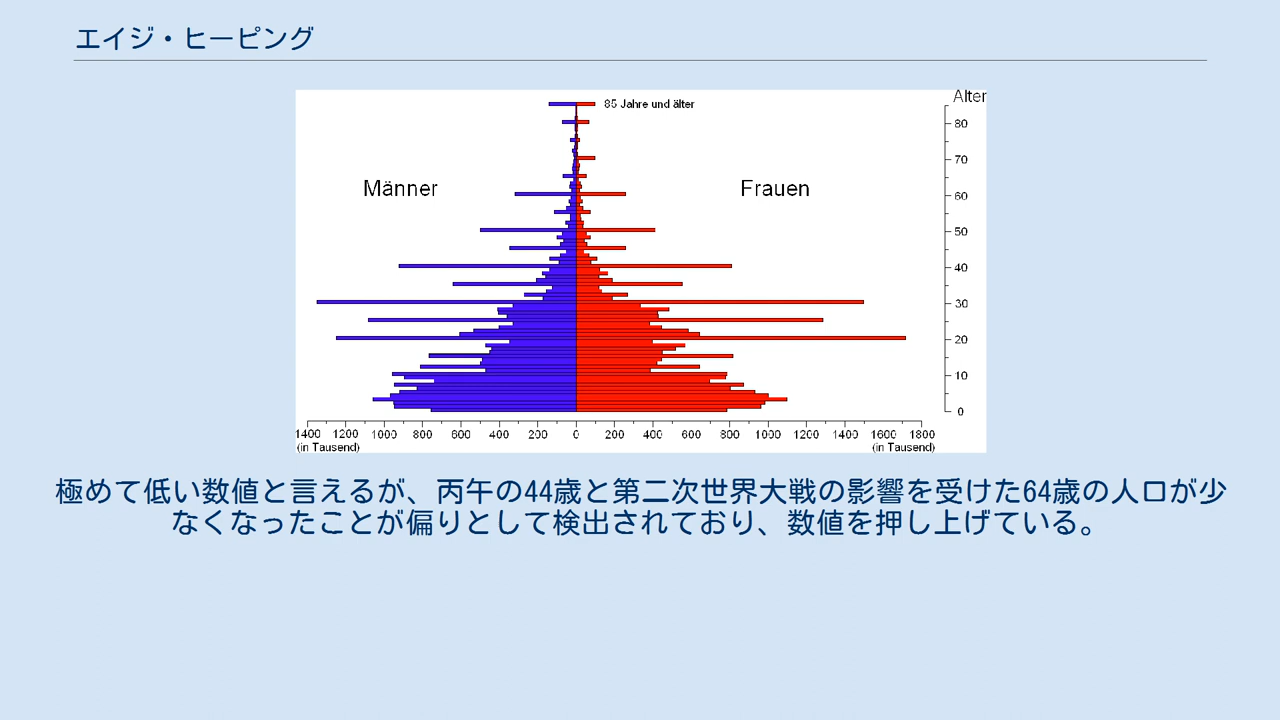 エイジ・ヒーピング
85 Jahre und älter
Alter
Männer
Frauen
80
70
60
50
40
30
20
10
0
1400 1200 1000 800 600 400 200 0 200 400 600 800 1000 1200 1400 1600 1800
(in Tausend) (in Tausend)
極めて低い数値と言えるが、丙午の44歳と第二次世界大戦の影響を受けた64歳の人口が少
なくなったことが偏りとして検出されており、数値を押し上げている。